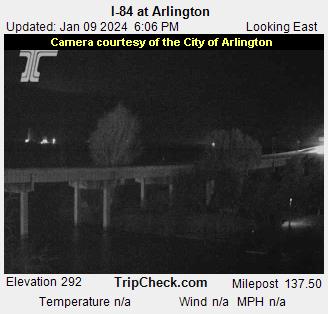 I-84 at Arlington
Updated: Jan 09 2024 6:06 PM Looking East
Camera courtesy of the City of Arlington
Elevation 292 TripCheck.com Milepost 137.50
Temperature n/a Wind n/a MPH n/a